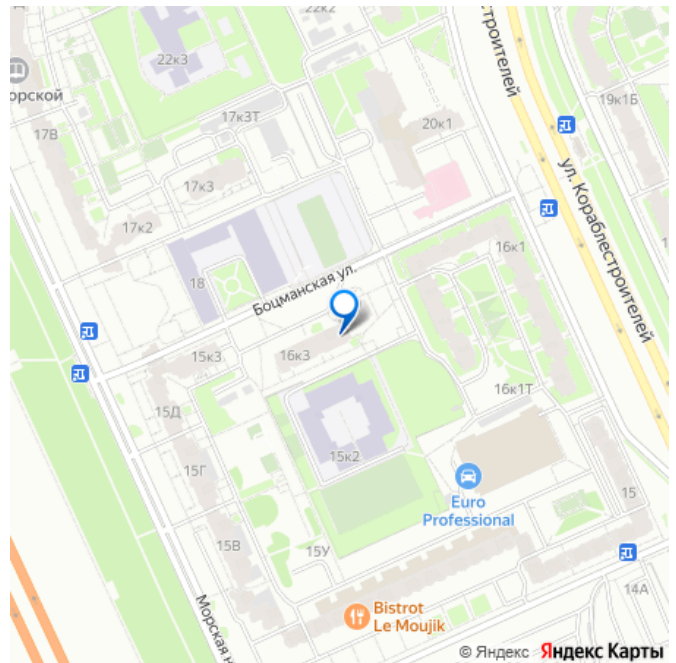 22к2
22к3
орской
17к3Т
17В
20к1
строителей
19к1Б
ул. Кораблестроителей
17к3
17к2
16к1
18
Боцманская ул.
15к3
16к3
15Д
16к1Т
15Г
15к2
Euro
Professional
15
15В
15У
14А
Bistrot
Le Moujik
Морская н
© Яндекс Яндекс Карты